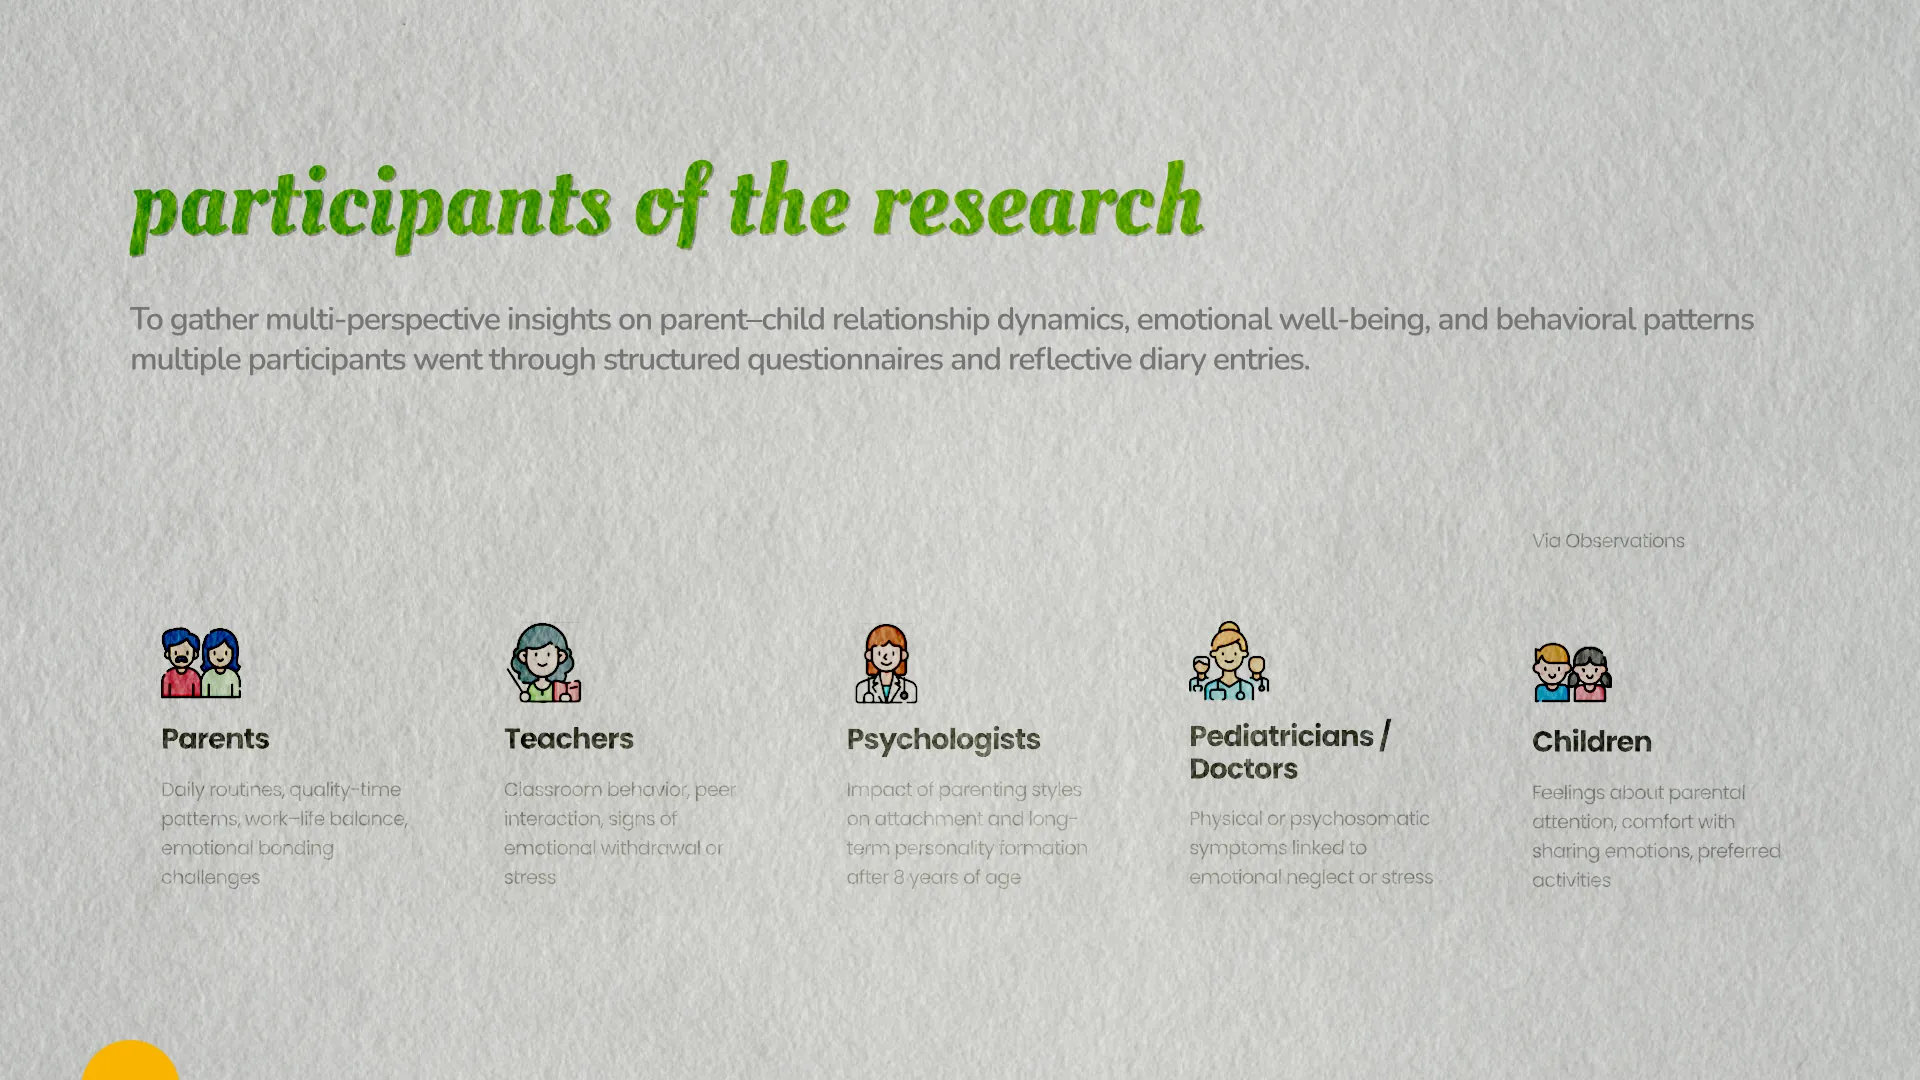 participants of the research
To gather multi-perspective insights on parent–child relationship dynamics, emotional well-being, and behavioral patterns
multiple participants went through structured questionnaires and reflective diary entries.
Via Observations
Parents
Daily routines, quality-time
patterns, work-life balance,
emotional bonding
challenges
Teachers
Classroom behavior, peer
interaction, signs of
emotional withdrawal or
stress
Psychologists
Impact of parenting styles
on attachment and long-
term personality formation
after 8 years of age
Pediatricians /
Doctors
Physical or psychosomatic
symptoms linked to
emotional neglect or stress
Children
Feelings about parental
attention, comfort with
sharing emotions, preferred
activities